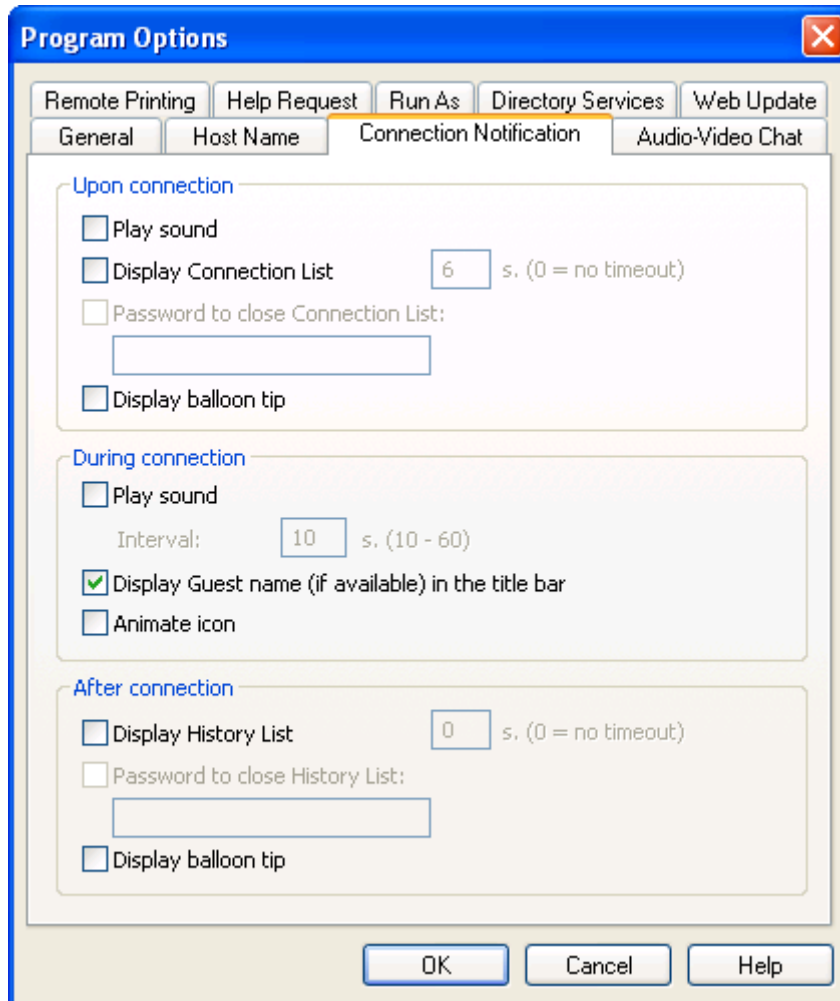 Program Options
Remote Printing Help Request Run As Directory Services Web Update
General Host Name Connection Notification Audio-Video Chat
Upon connection
Play sound
Display Connection List 6 s. (0 = no timeout)
Password to close Connection List:
Display balloon tip
During connection
Play sound
Interval: 10 s. (10 - 60)
Display Guest name (if available) in the title bar
Animate icon
After connection
Display History List 0 s. (0 = no timeout)
Password to close History List:
Display balloon tip
OK Cancel Help